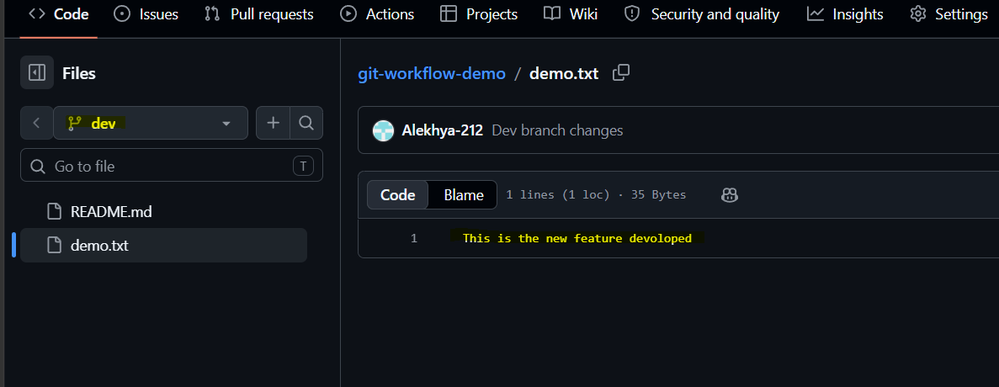 Code Issues Pull requests Actions Projects Wiki Security and quality Insights Settings
Files
git-workflow-demo / demo.txt
dev
Alekhya-212 Dev branch changes
Go to file T
Code Blame 1 lines (1 loc) · 35 Bytes
README.md
1 This is the new feature devoloped
demo.txt